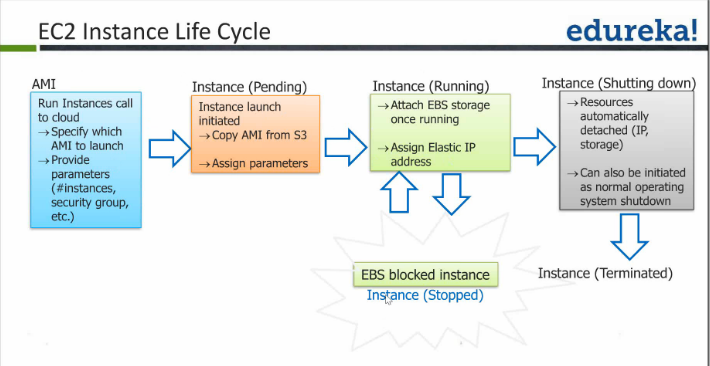 EC2 Instance Life Cycle
edureka!
AMI
Run Instances call
to cloud
→Specify which
AMI to launch
→Provide
parameters
(#instances,
security group,
etc.)
Instance (Pending)
Instance launch
initiated
→Copy AMI from S3
→Assign parameters
Instance (Running)
→Attach EBS storage
once running
→Assign Elastic IP
address
Instance (Shutting down)
→Resources
automatically
detached (IP,
storage)
→Can also be initiated
as normal operating
system shutdown
EBS blocked instance
Instance (Stopped)
Instance (Terminated)